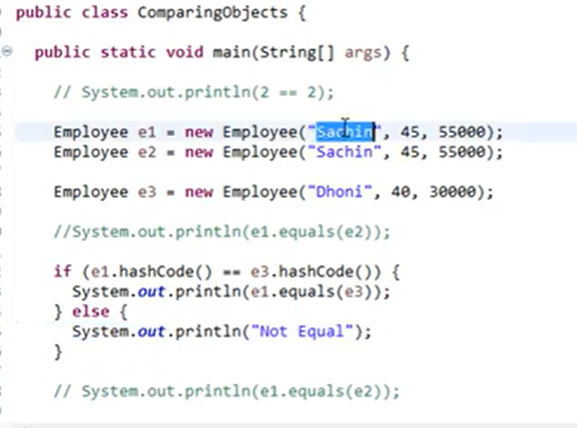 public class ComparingObjects {
public static void main(String[] args) {
// System.out.println(2 == 2);
Employee e1 = new Employee("Sachin", 45, 55000);
Employee e2 = new Employee("Sachin", 45, 55000);
Employee e3 = new Employee("Dhoni", 40, 30000);
//System.out.println(e1.equals(e2));
if (e1.hashCode() == e3.hashCode()) {
System.out.println(e1.equals(e3));
} else {
System.out.println("Not Equal");
}
// System.out.println(e1.equals(e2));